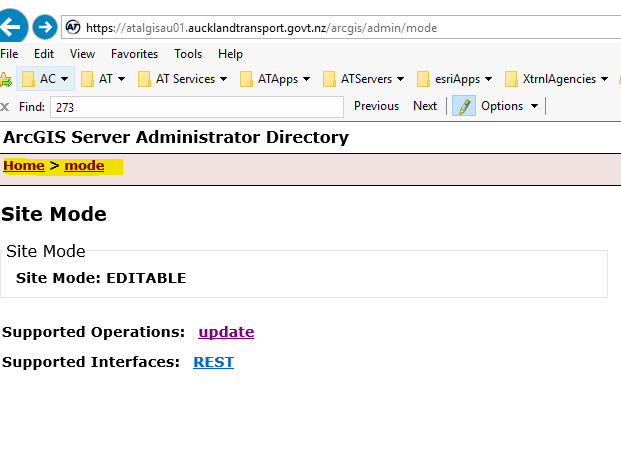 https://atalgisau01.aucklandtransport.govt.nz/arcgis/admin/mode
File Edit View Favorites Tools Help
AC AT AT Services ATApps ATServers esriApps XtrnlAgencies
x Find: 273 Previous Next Options
ArcGIS Server Administrator Directory
Home > mode
Site Mode
Site Mode
Site Mode: EDITABLE
Supported Operations: update
Supported Interfaces: REST